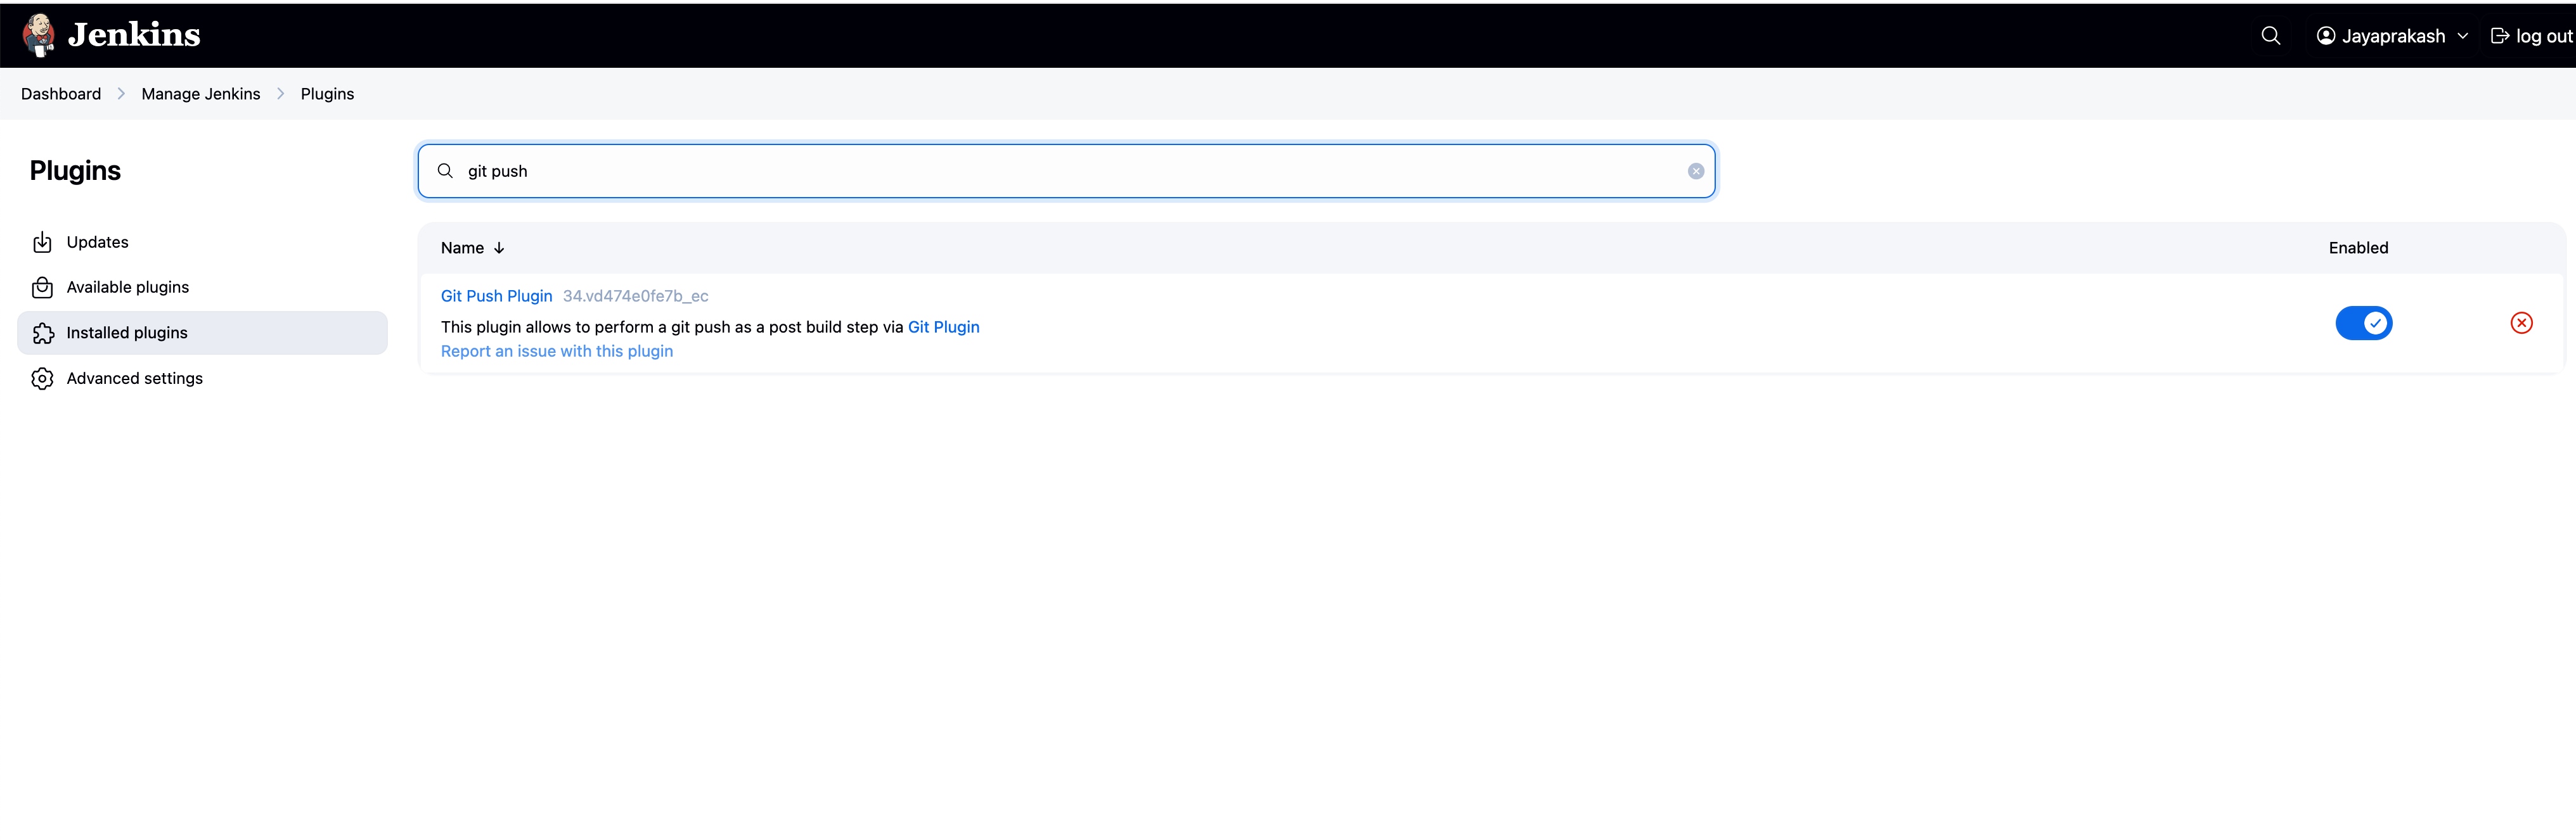 Jenkins
Jayaprakash
log out
Dashboard
Manage Jenkins
Plugins
Plugins
git push
Updates
Available plugins
Installed plugins
Advanced settings
Name
Enabled
Git Push Plugin 34.vd474e0fe7b_ec
This plugin allows to perform a git push as a post build step via Git Plugin
Report an issue with this plugin